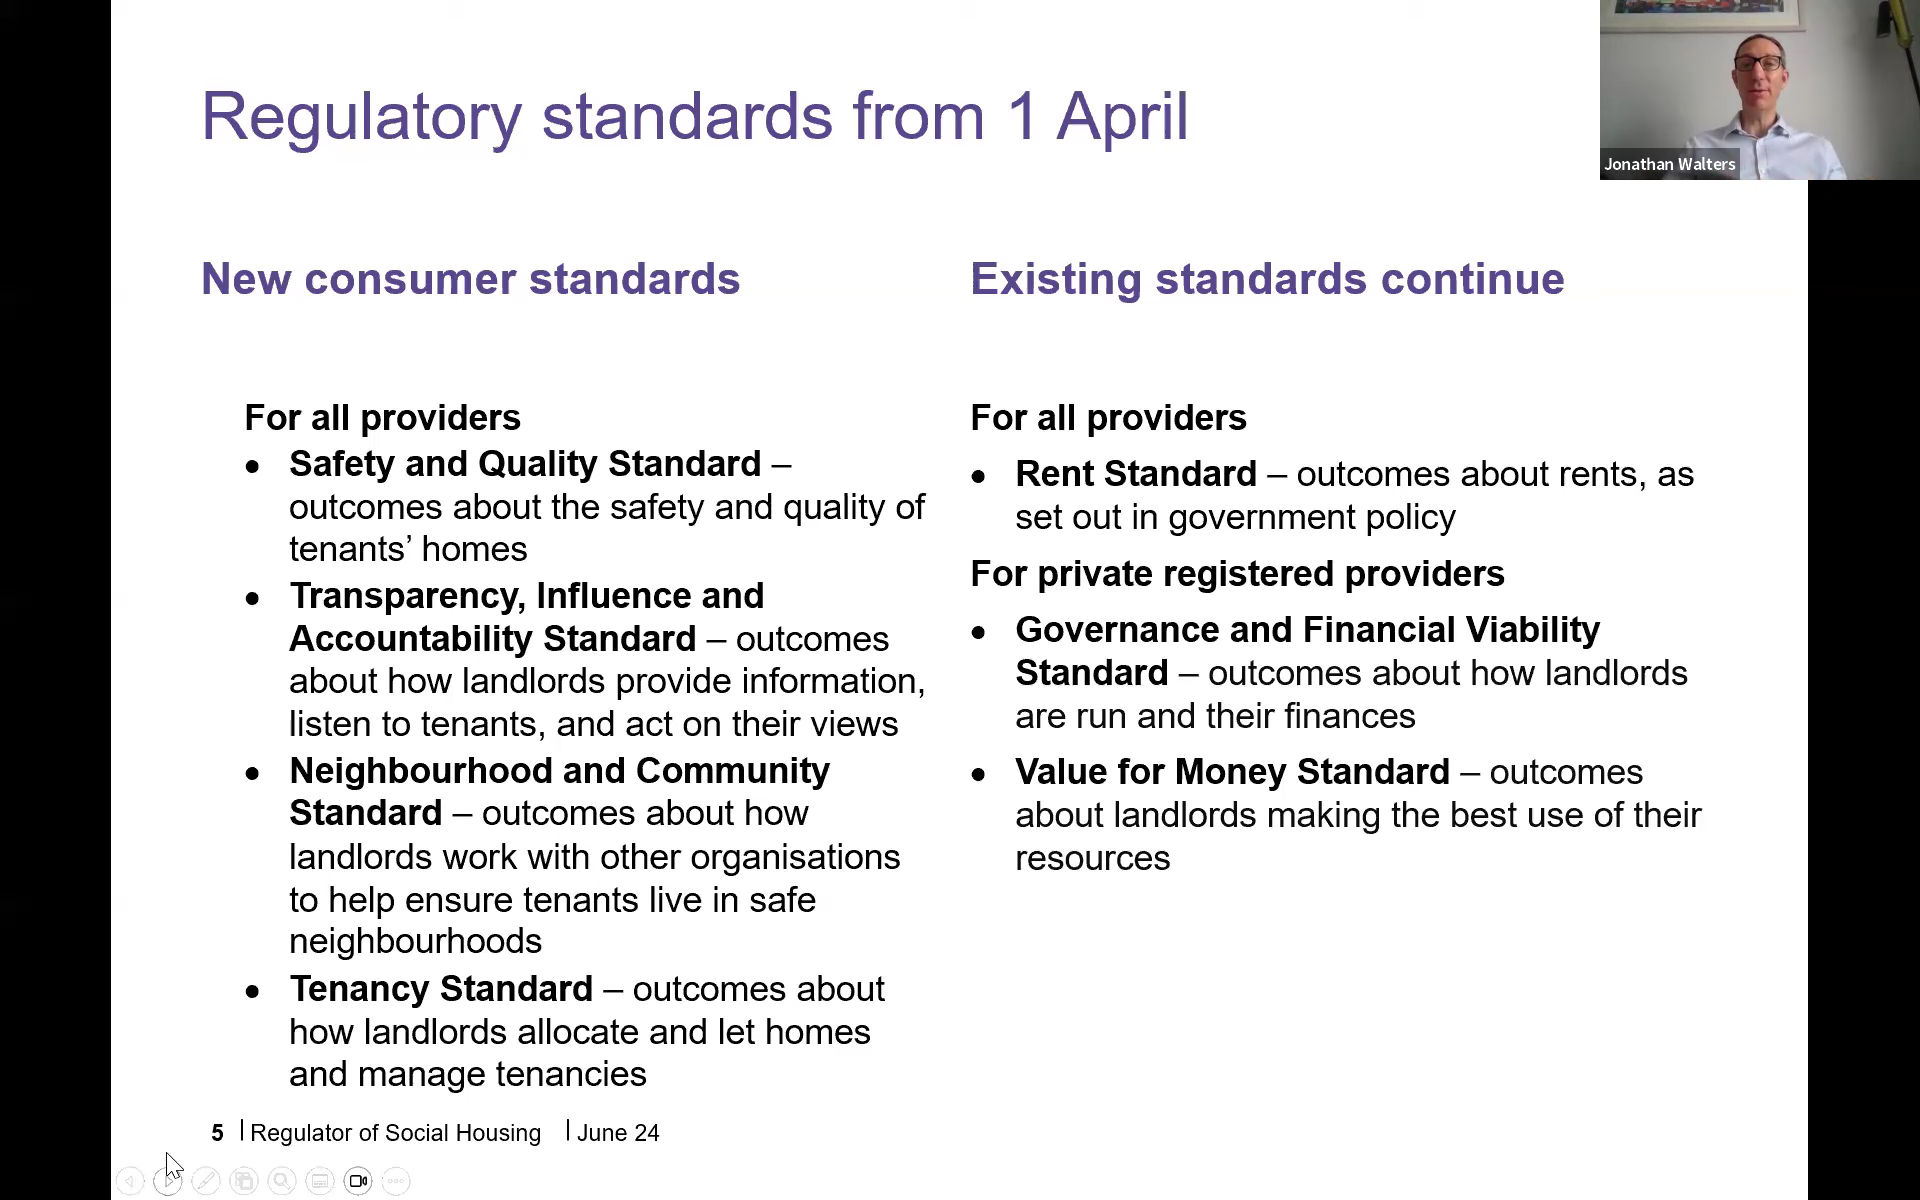 Regulatory standards from 1 April
Jonathan Walters
New consumer standards
For all providers
● Safety and Quality Standard –
outcomes about the safety and quality of
tenants’ homes
● Transparency, Influence and
Accountability Standard – outcomes
about how landlords provide information,
listen to tenants, and act on their views
● Neighbourhood and Community
Standard – outcomes about how
landlords work with other organisations
to help ensure tenants live in safe
neighbourhoods
● Tenancy Standard – outcomes about
how landlords allocate and let homes
and manage tenancies
Existing standards continue
For all providers
● Rent Standard – outcomes about rents, as
set out in government policy
For private registered providers
● Governance and Financial Viability
Standard – outcomes about how landlords
are run and their finances
● Value for Money Standard – outcomes
about landlords making the best use of their
resources
5 | Regulator of Social Housing | June 24